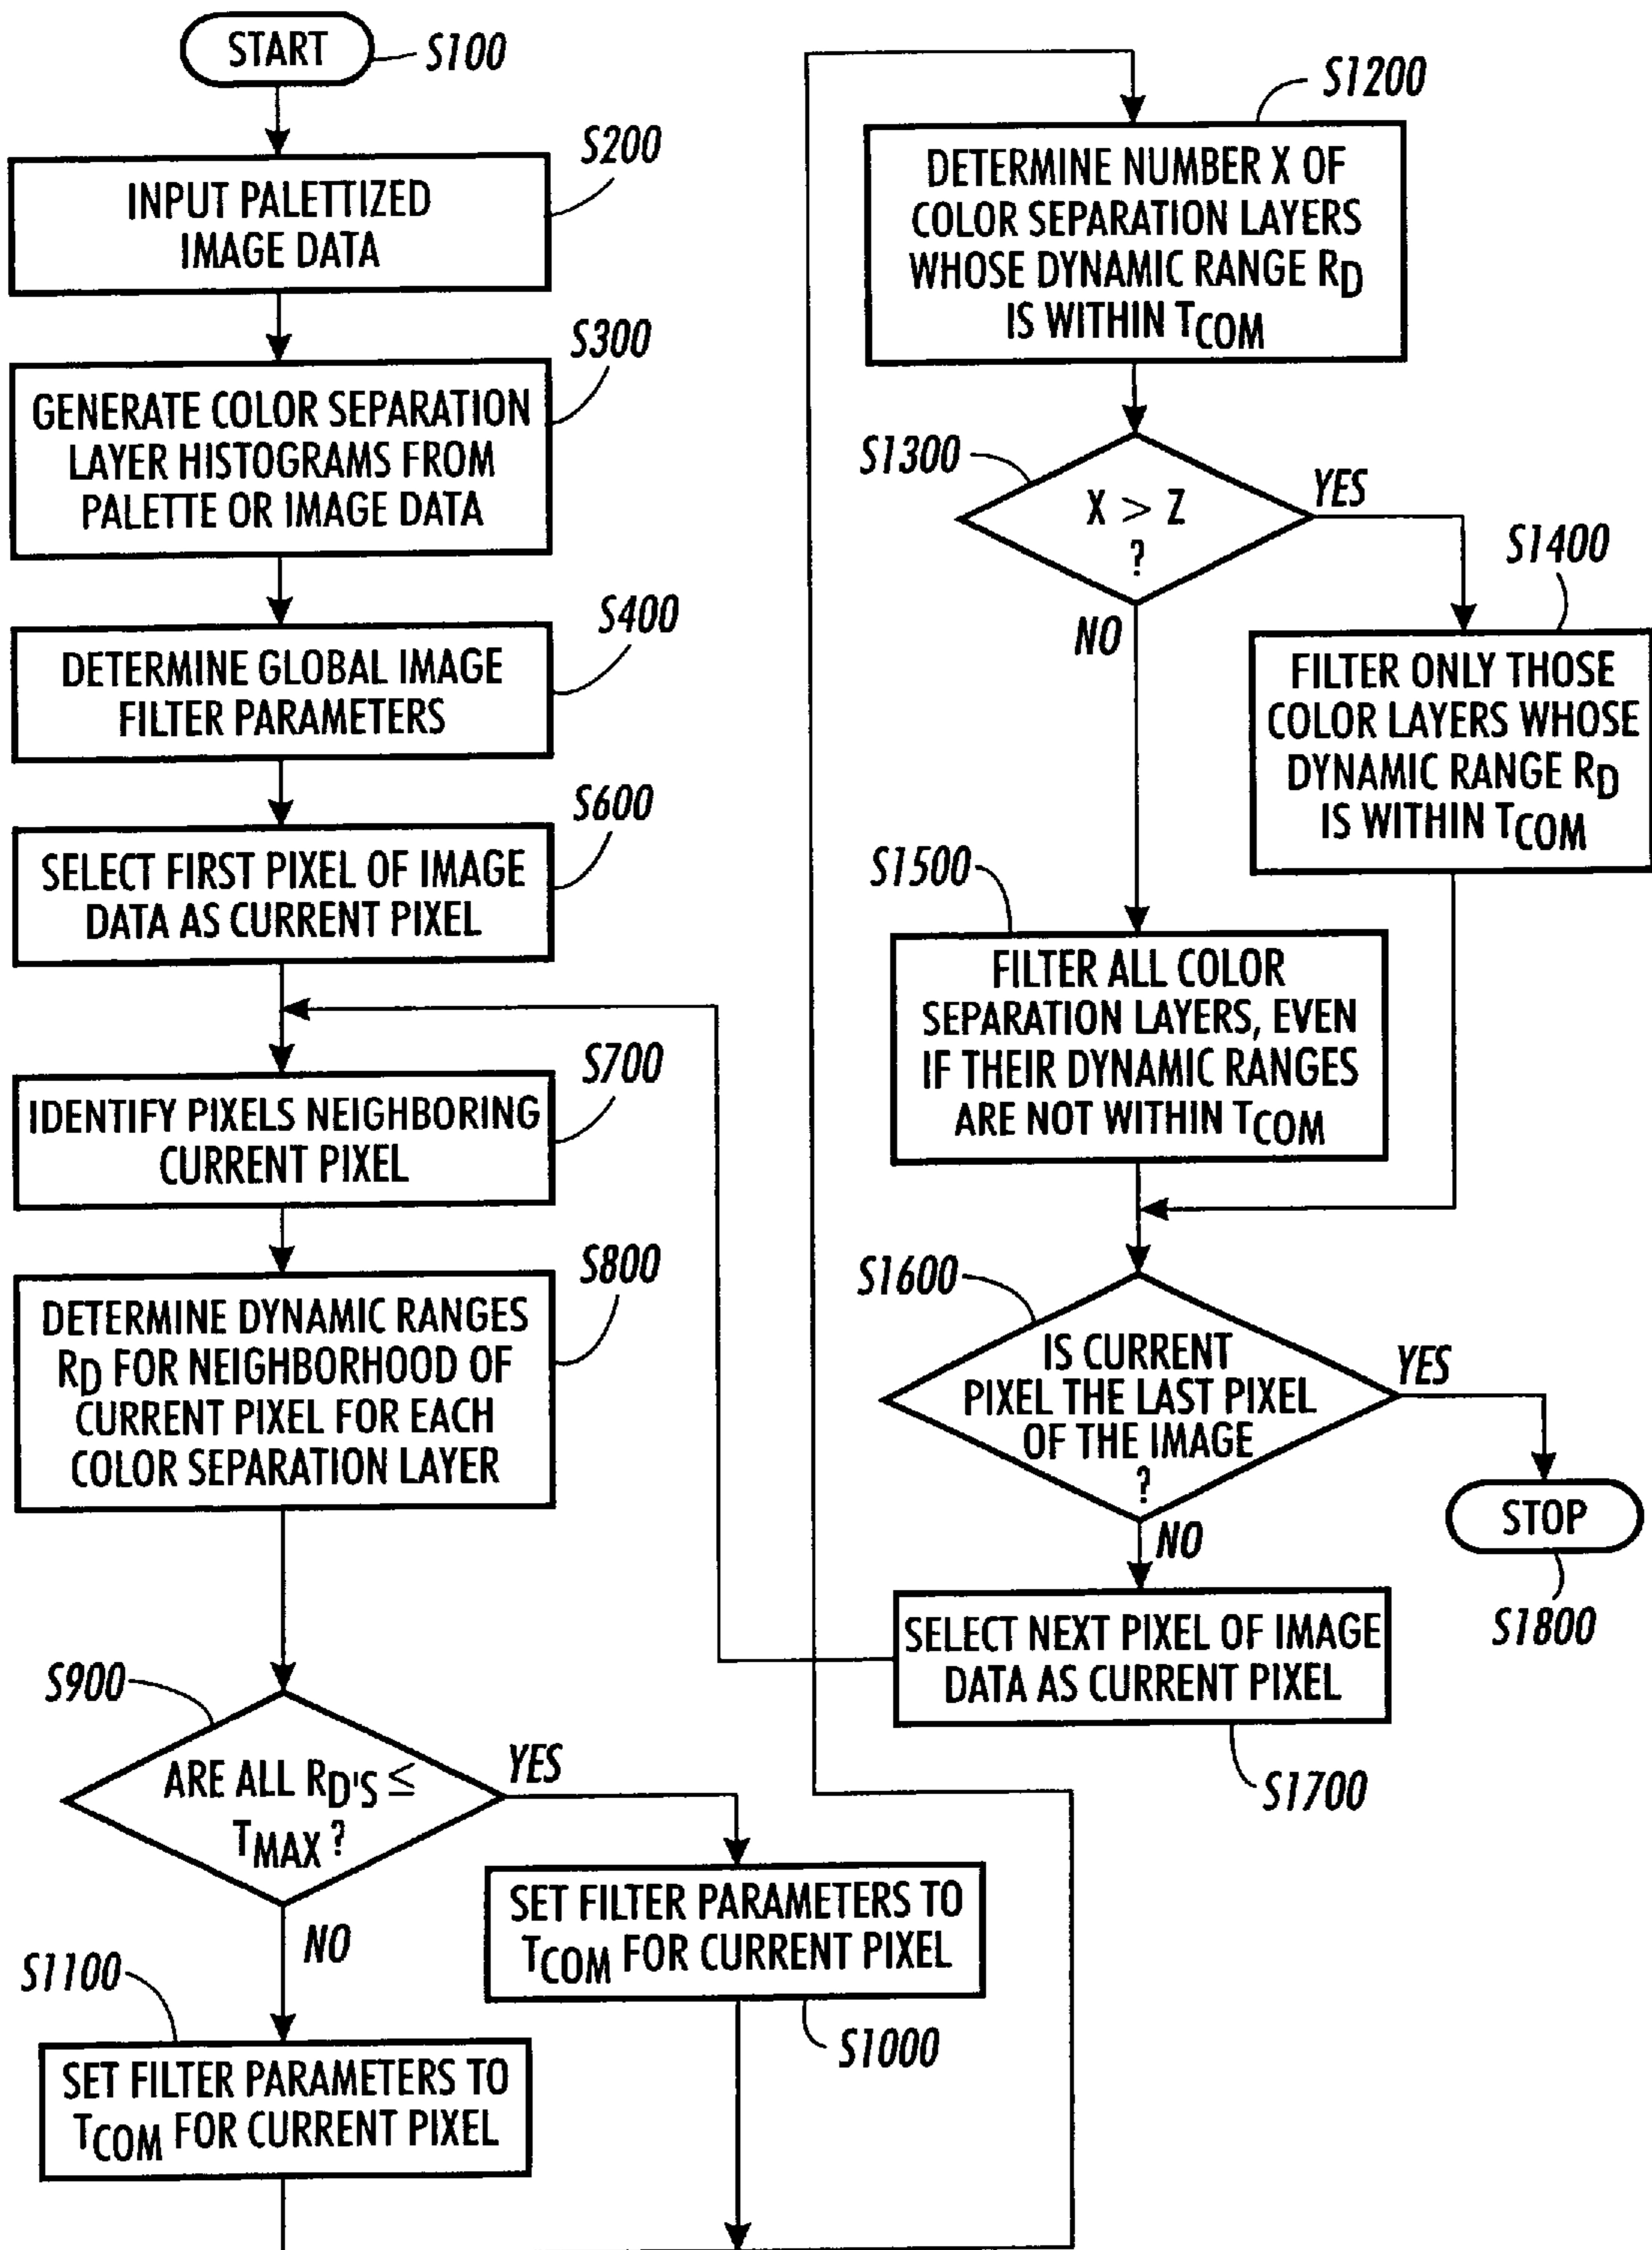 START
S100
INPUT PALETTIZED
IMAGE DATA
S200
GENERATE COLOR SEPARATION
LAYER HISTOGRAMS FROM
PALETTE OR IMAGE DATA
S300
DETERMINE GLOBAL IMAGE
FILTER PARAMETERS
S400
SELECT FIRST PIXEL OF IMAGE
DATA AS CURRENT PIXEL
S600
IDENTIFY PIXELS NEIGHBORING
CURRENT PIXEL
S700
DETERMINE DYNAMIC RANGES
RD FOR NEIGHBORHOOD OF
CURRENT PIXEL FOR EACH
COLOR SEPARATION LAYER
S800
S900
ARE ALL RD'S ≤
TMAX ?
YES
NO
SET FILTER PARAMETERS TO
TCOM FOR CURRENT PIXEL
S1000
S1100
SET FILTER PARAMETERS TO
TCOM FOR CURRENT PIXEL
S1200
DETERMINE NUMBER X OF
COLOR SEPARATION LAYERS
WHOSE DYNAMIC RANGE RD
IS WITHIN TCOM
S1300
X > Z
?
YES
NO
S1400
FILTER ONLY THOSE
COLOR LAYERS WHOSE
DYNAMIC RANGE RD
IS WITHIN TCOM
S1500
FILTER ALL COLOR
SEPARATION LAYERS, EVEN
IF THEIR DYNAMIC RANGES
ARE NOT WITHIN TCOM
S1600
IS CURRENT
PIXEL THE LAST PIXEL
OF THE IMAGE
?
YES
NO
STOP
S1800
SELECT NEXT PIXEL OF IMAGE
DATA AS CURRENT PIXEL
S1700